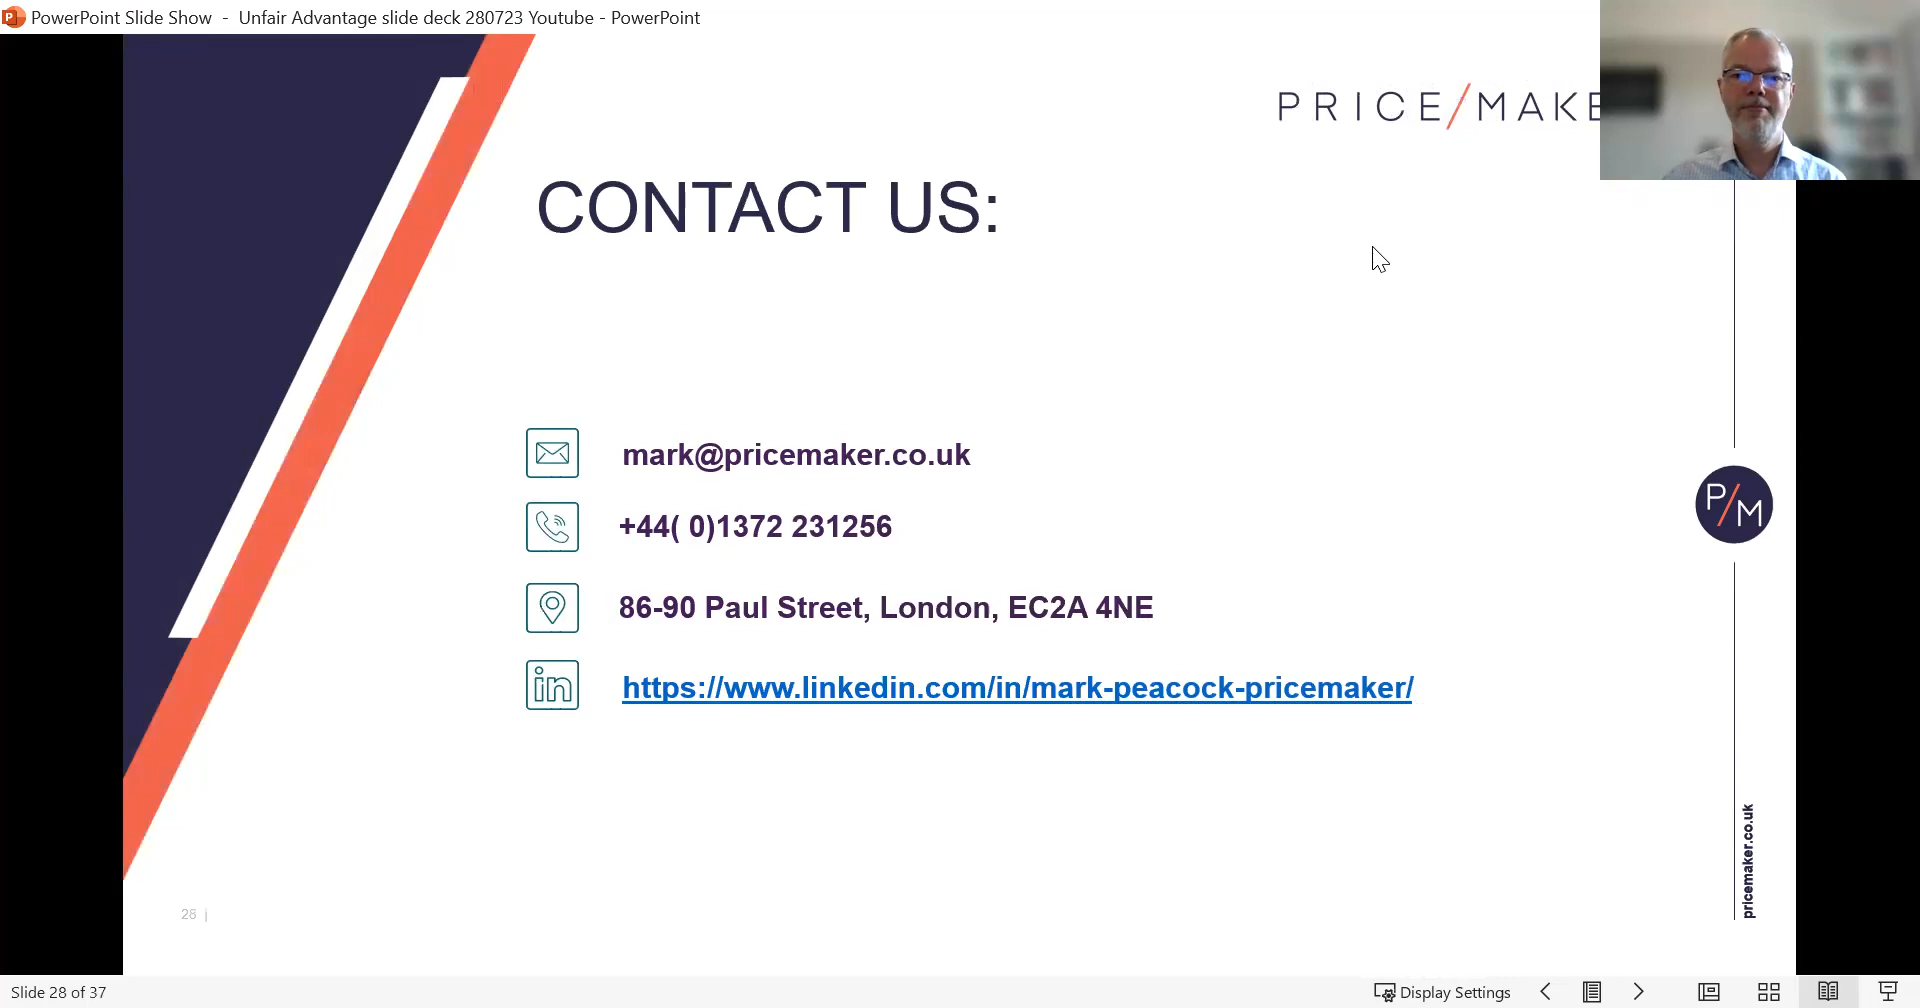 PowerPoint Slide Show - Unfair Advantage slide deck 280723 Youtube - PowerPoint
PRICE/MAKE
CONTACT US:
mark@pricemaker.co.uk
+44( 0)1372 231256
86-90 Paul Street, London, EC2A 4NE
in
https://www.linkedin.com/in/mark-peacock-pricemaker/
P/M
pricemaker.co.uk
28 |
Slide 28 of 37
Display Settings